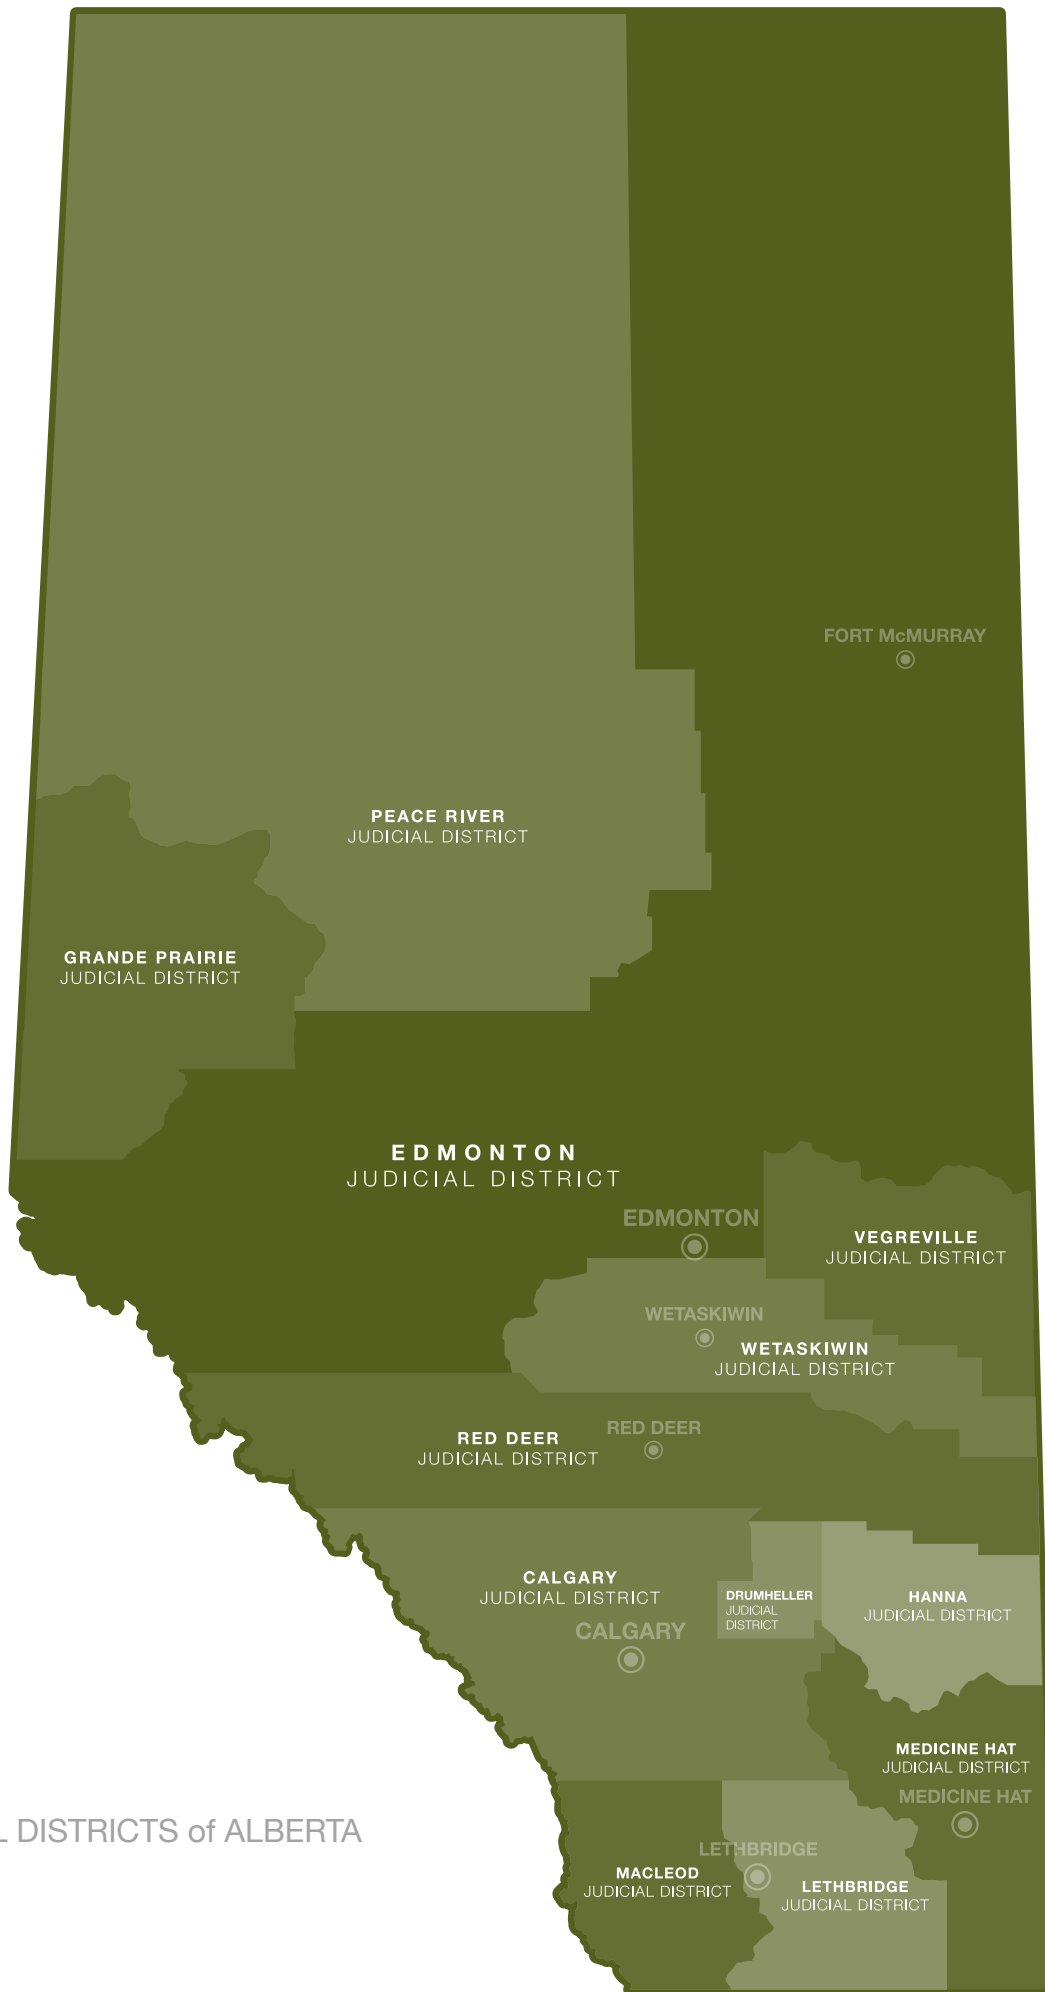 FORT McMURRAY
PEACE RIVER
JUDICIAL DISTRICT
GRANDE PRAIRIE
JUDICIAL DISTRICT
EDMONTON
JUDICIAL DISTRICT
EDMONTON
VEGREVILLE
JUDICIAL DISTRICT
WETASKIWIN
WETASKIWIN
JUDICIAL DISTRICT
RED DEER
RED DEER
JUDICIAL DISTRICT
CALGARY
JUDICIAL DISTRICT
DRUMHELLER
JUDICIAL
DISTRICT
HANNA
JUDICIAL DISTRICT
CALGARY
MEDICINE HAT
JUDICIAL DISTRICT
MEDICINE HAT
L DISTRICTS of ALBERTA
LETHBRIDGE
MACLEOD
JUDICIAL DISTRICT
LETHBRIDGE
JUDICIAL DISTRICT